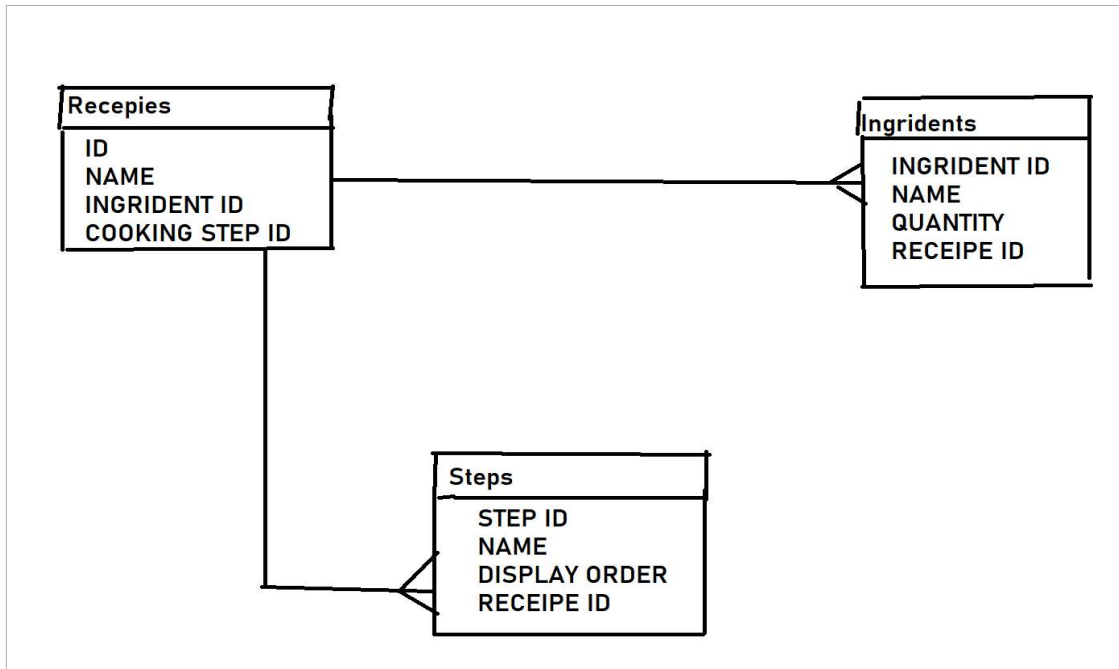 Recepies
ID
NAME
INGRIDENT ID
COOKING STEP ID
Ingridents
INGRIDENT ID
NAME
QUANTITY
RECEIPE ID
Steps
STEP ID
NAME
DISPLAY ORDER
RECEIPE ID